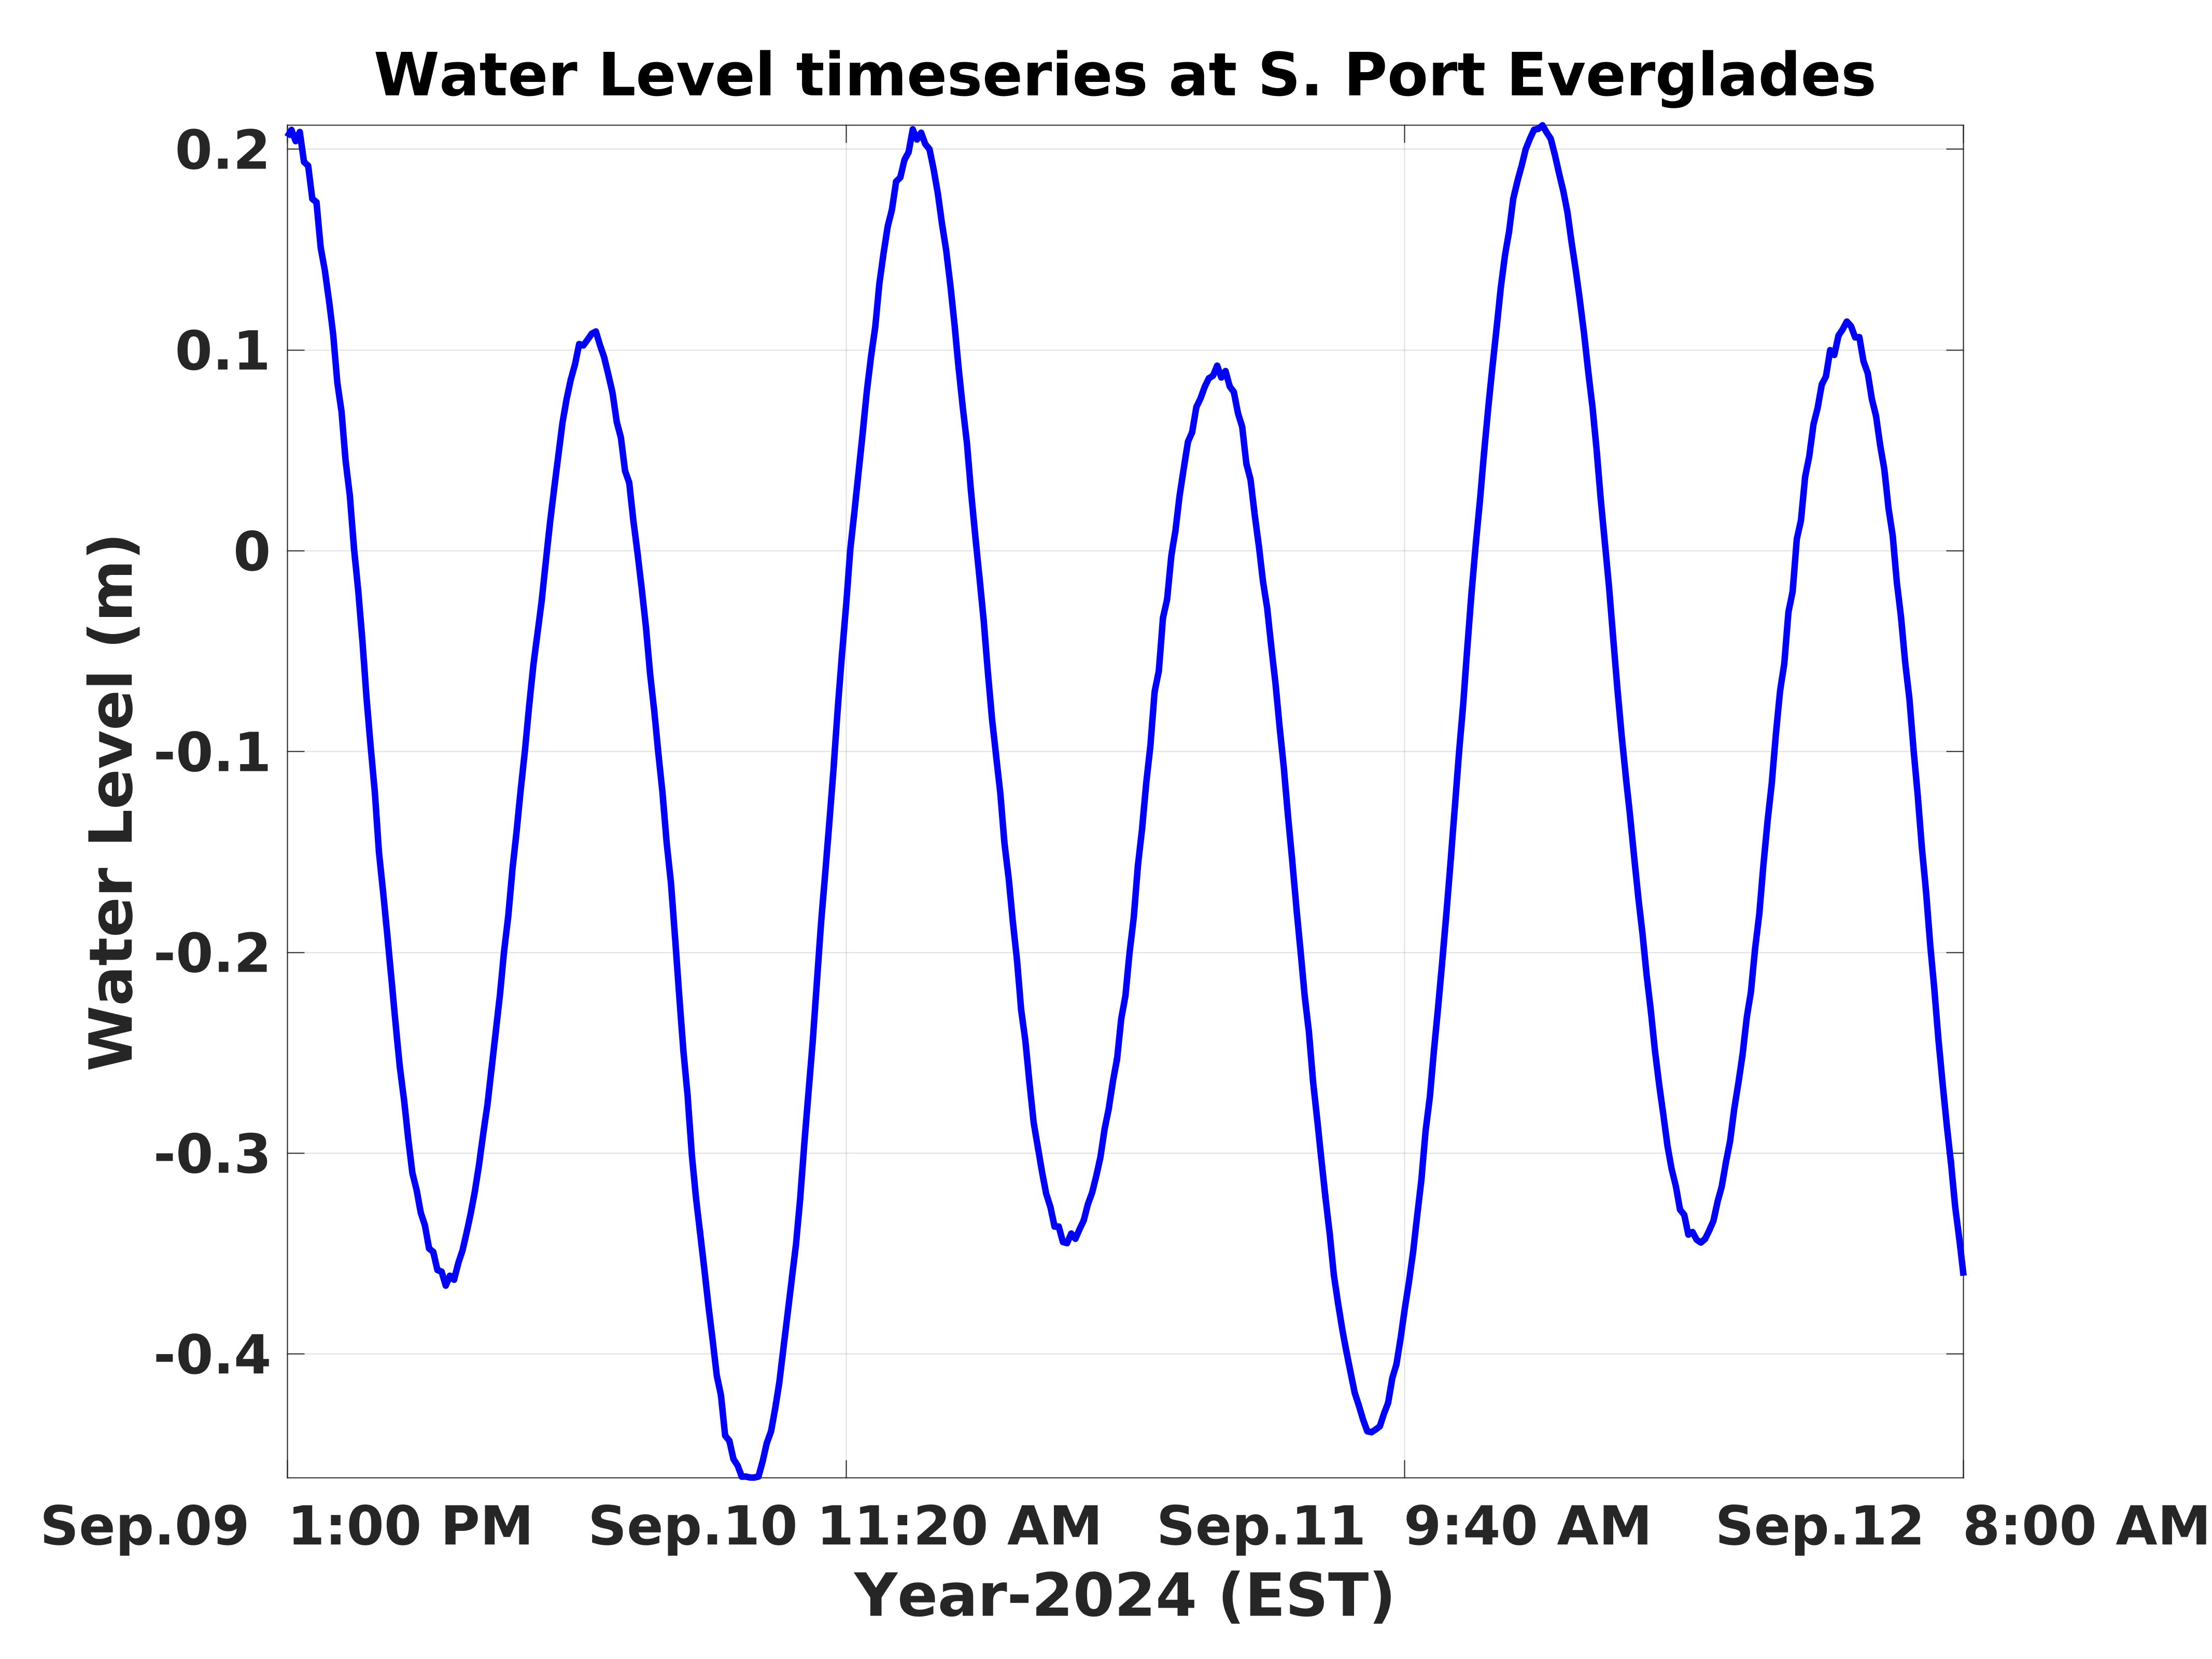 Water Level timeseries at S. Port Everglades
0.2
0.1
0
-0.1
-0.2
-0.3
-0.4
Water Level (m)
Sep.09 1:00 PM Sep.10 11:20 AM Sep.11 9:40 AM Sep.12 8:00 AM
Year-2024 (EST)